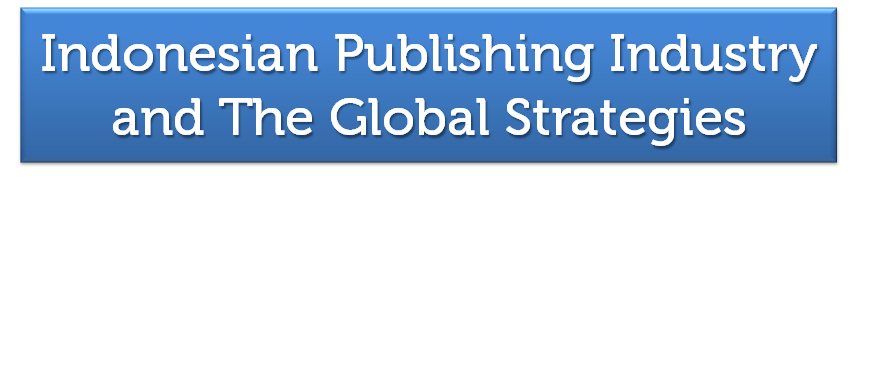 Indonesian Publishing Industry
and The Global Strategies